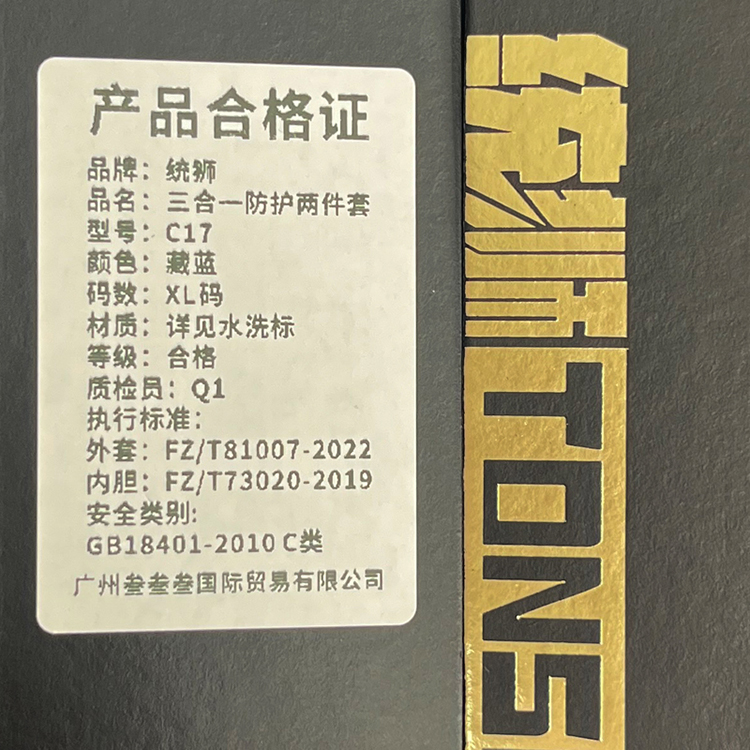 产品合格证
品牌：统狮
品名：三合一防护两件套
型号：C17
颜色：藏蓝
码数：XL码
材质：详见水洗标
等级：合格
质检员：Q1
执行标准：
外套：FZ/T81007-2022
内胆：FZ/T73020-2019
安全类别：
GB18401-2010 C类
广州叁叁叁国际贸易有限公司
统狮
TONS